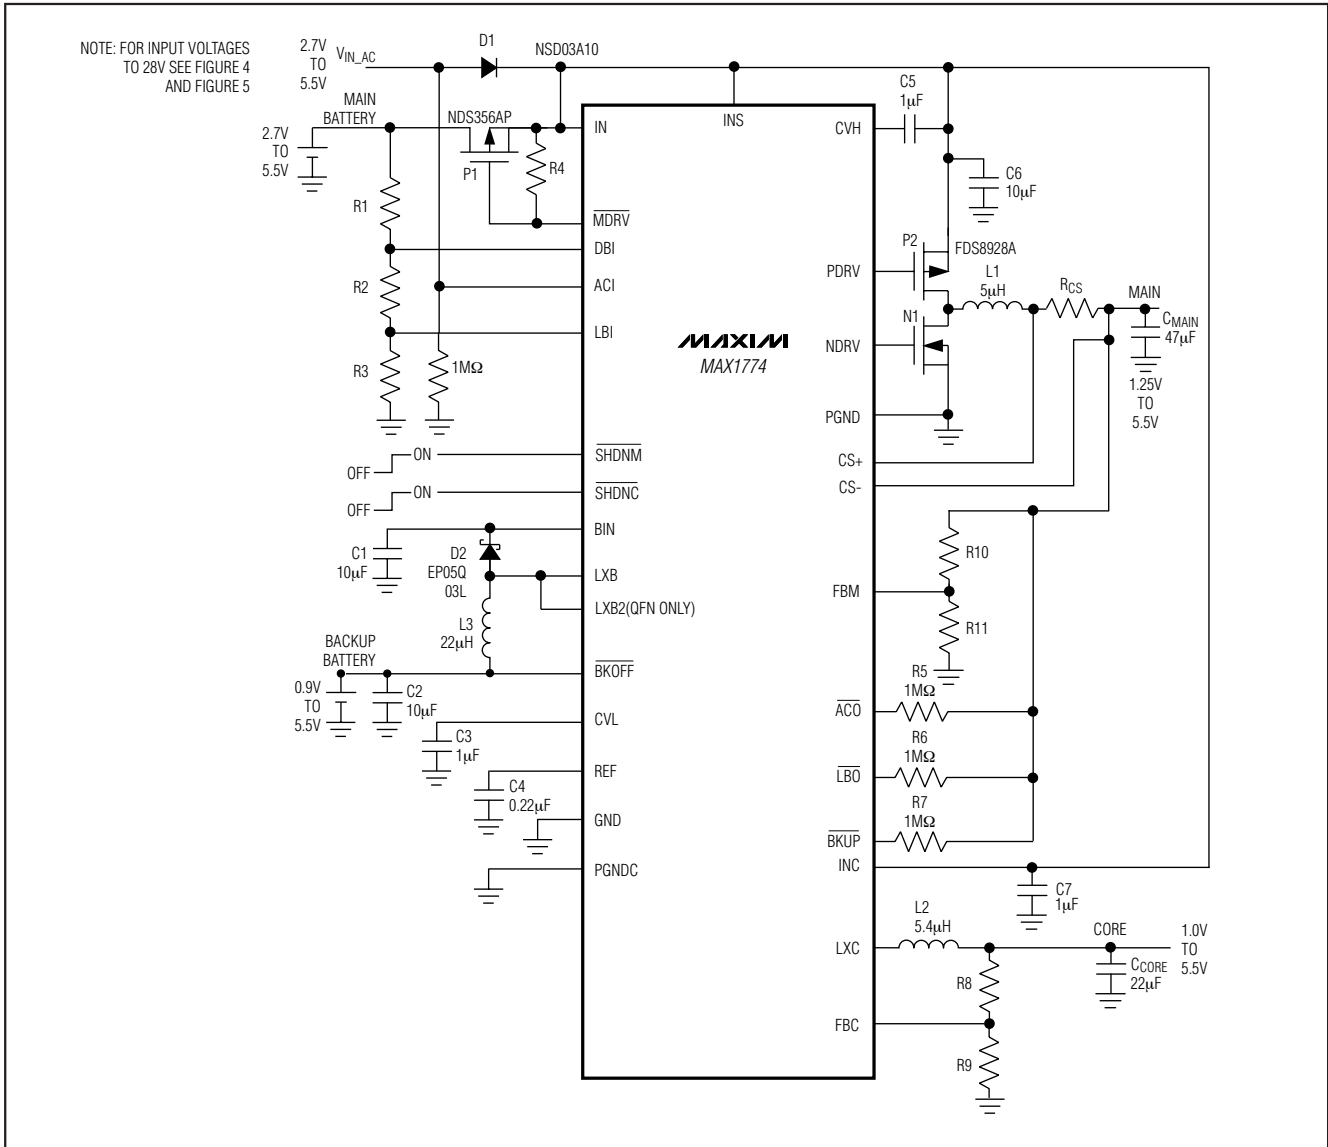 NOTE: FOR INPUT VOLTAGES
TO 28V SEE FIGURE 4
AND FIGURE 5
2.7V
TO
5.5V
VIN_AC
D1
NSD03A10
MAIN
BATTERY
2.7V
TO
5.5V
NDS356AP
P1
R4
R1
R2
R3
1MΩ
IN
MDRV
DBI
ACI
LBI
OFF
ON
SHDNM
OFF
ON
SHDNC
BIN
C1
10µF
D2
EP05Q
03L
LXB
LXB2(QFN ONLY)
L3
22µH
BACKUP
BATTERY
BKOFF
0.9V
TO
5.5V
C2
10µF
CVL
C3
1µF
REF
C4
0.22µF
GND
PGNDC
INS
MAXIM
MAX1774
CVH
C5
1µF
C6
10µF
PDRV
P2
FDS8928A
L1
5µH
RCS
MAIN
CMAIN
47µF
1.25V
TO
5.5V
N1
NDRV
PGND
CS+
CS-
R10
FBM
R11
R5
1MΩ
ACO
R6
1MΩ
LBO
R7
1MΩ
BKUP
INC
C7
1µF
L2
5.4µH
LXC
CORE
1.0V
TO
5.5V
CCORE
22µF
R8
FBC
R9